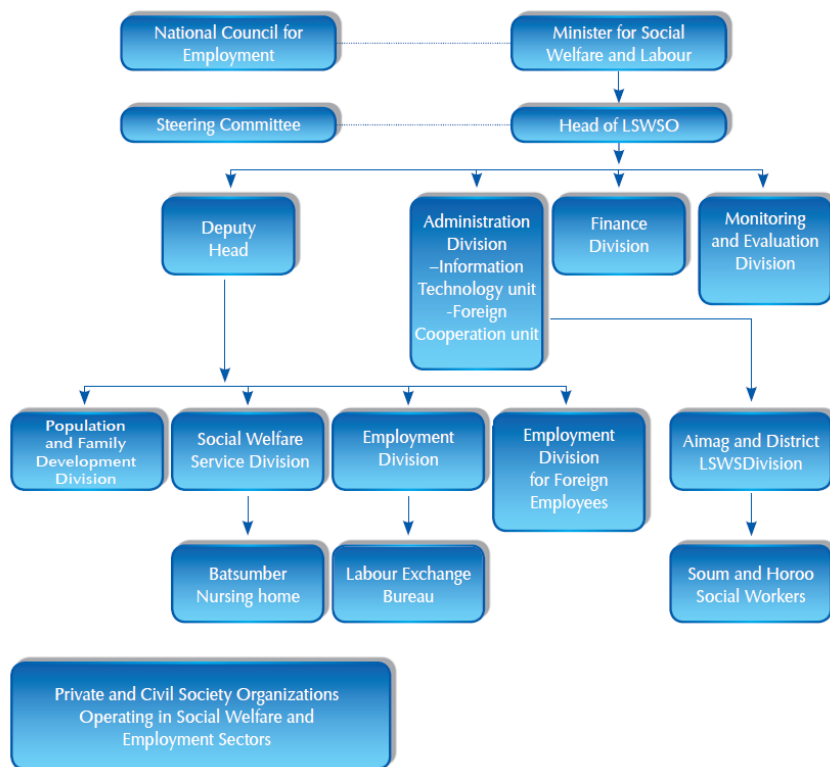 National Council for
Employment
Minister for Social
Welfare and Labour
Steering Committee
Head of LSWSO
Deputy
Head
Administration
Division
–Information
Technology unit
-Foreign
Cooperation unit
Finance
Division
Monitoring
and Evaluation
Division
Population
and Family
Development
Division
Social Welfare
Service Division
Employment
Division
Employment
Division
for Foreign
Employees
Aimag and District
LSWSDivision
Batsumber
Nursing home
Labour Exchange
Bureau
Soum and Horoo
Social Workers
Private and Civil Society Organizations
Operating in Social Welfare and
Employment Sectors